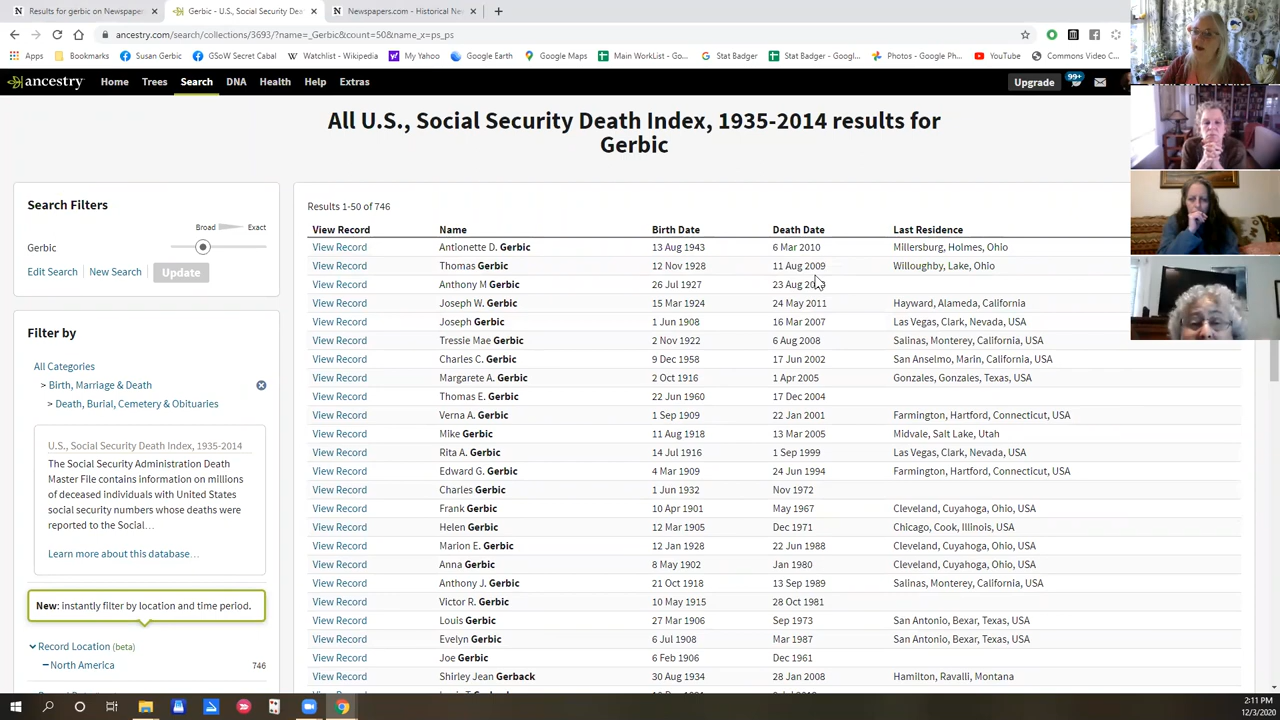 Results for gerbic on Newspape
Gerbic - U.S., Social Security Dea
Newspapers.com - Historical Ne
ancestry.com/search/collections/3693/?name=_Gerbic&count=50&name_x=ps_ps
Apps Bookmarks Susan Gerbic GSoW Secret Cabal Watchlist - Wikipedia My Yahoo Google Earth Google Maps Main WorkList - Go... Stat Badger Stat Badger - Googl... Photos - Google Ph... YouTube Common Video C...
ancestry Home Trees Search DNA Health Help Extras Upgrade 99+
All U.S., Social Security Death Index, 1935-2014 results for
Gerbic
Search Filters
Broad Exact
Gerbic
Edit Search New Search Update
Filter by
All Categories
> Birth, Marriage & Death
> Death, Burial, Cemetery & Obituaries
U.S., Social Security Death Index, 1935-2014
The Social Security Administration Death
Master File contains information on millions
of deceased individuals with United States
social security numbers whose deaths were
reported to the Social...
Learn more about this database...
New: instantly filter by location and time period.
Record Location (beta)
North America 746
Results 1-50 of 746
View Record Name Birth Date Death Date Last Residence
View Record Antionette D. Gerbic 13 Aug 1943 6 Mar 2010 Millersburg, Holmes, Ohio
View Record Thomas Gerbic 12 Nov 1928 11 Aug 2009 Willoughby, Lake, Ohio
View Record Anthony M Gerbic 26 Jul 1927 23 Aug
View Record Joseph W. Gerbic 15 Mar 1924 24 May 2011 Hayward, Alameda, California
View Record Joseph Gerbic 1 Jun 1908 16 Mar 2007 Las Vegas, Clark, Nevada, USA
View Record Tressie Mae Gerbic 2 Nov 1922 6 Aug 2008 Salinas, Monterey, California, USA
View Record Charles C. Gerbic 9 Dec 1958 17 Jun 2002 San Anselmo, Marin, California, USA
View Record Margarete A. Gerbic 2 Oct 1916 1 Apr 2005 Gonzales, Gonzales, Texas, USA
View Record Thomas E. Gerbic 22 Jun 1960 17 Dec 2004
View Record Verna A. Gerbic 1 Sep 1909 22 Jan 2001 Farmington, Hartford, Connecticut, USA
View Record Mike Gerbic 11 Aug 1918 13 Mar 2005 Midvale, Salt Lake, Utah
View Record Rita A. Gerbic 14 Jul 1916 1 Sep 1999 Las Vegas, Clark, Nevada, USA
View Record Edward G. Gerbic 4 Mar 1909 24 Jun 1994 Farmington, Hartford, Connecticut, USA
View Record Charles Gerbic 1 Jun 1932 Nov 1972
View Record Frank Gerbic 10 Apr 1901 May 1967 Cleveland, Cuyahoga, Ohio, USA
View Record Helen Gerbic 12 Mar 1905 Dec 1971 Chicago, Cook, Illinois, USA
View Record Marion E. Gerbic 12 Jan 1928 22 Jun 1988 Cleveland, Cuyahoga, Ohio, USA
View Record Anna Gerbic 8 May 1902 Jan 1980 Cleveland, Cuyahoga, Ohio, USA
View Record Anthony J. Gerbic 21 Oct 1918 13 Sep 1989 Salinas, Monterey, California, USA
View Record Victor R. Gerbic 10 May 1915 28 Oct 1981
View Record Louis Gerbic 27 Mar 1906 Sep 1973 San Antonio, Bexar, Texas, USA
View Record Evelyn Gerbic 6 Jul 1908 Mar 1987 San Antonio, Bexar, Texas, USA
View Record Joe Gerbic 6 Feb 1906 Dec 1961
View Record Shirley Jean Gerback 30 Aug 1934 28 Jan 2008 Hamilton, Ravalli, Montana
2:11 PM
12/3/2020